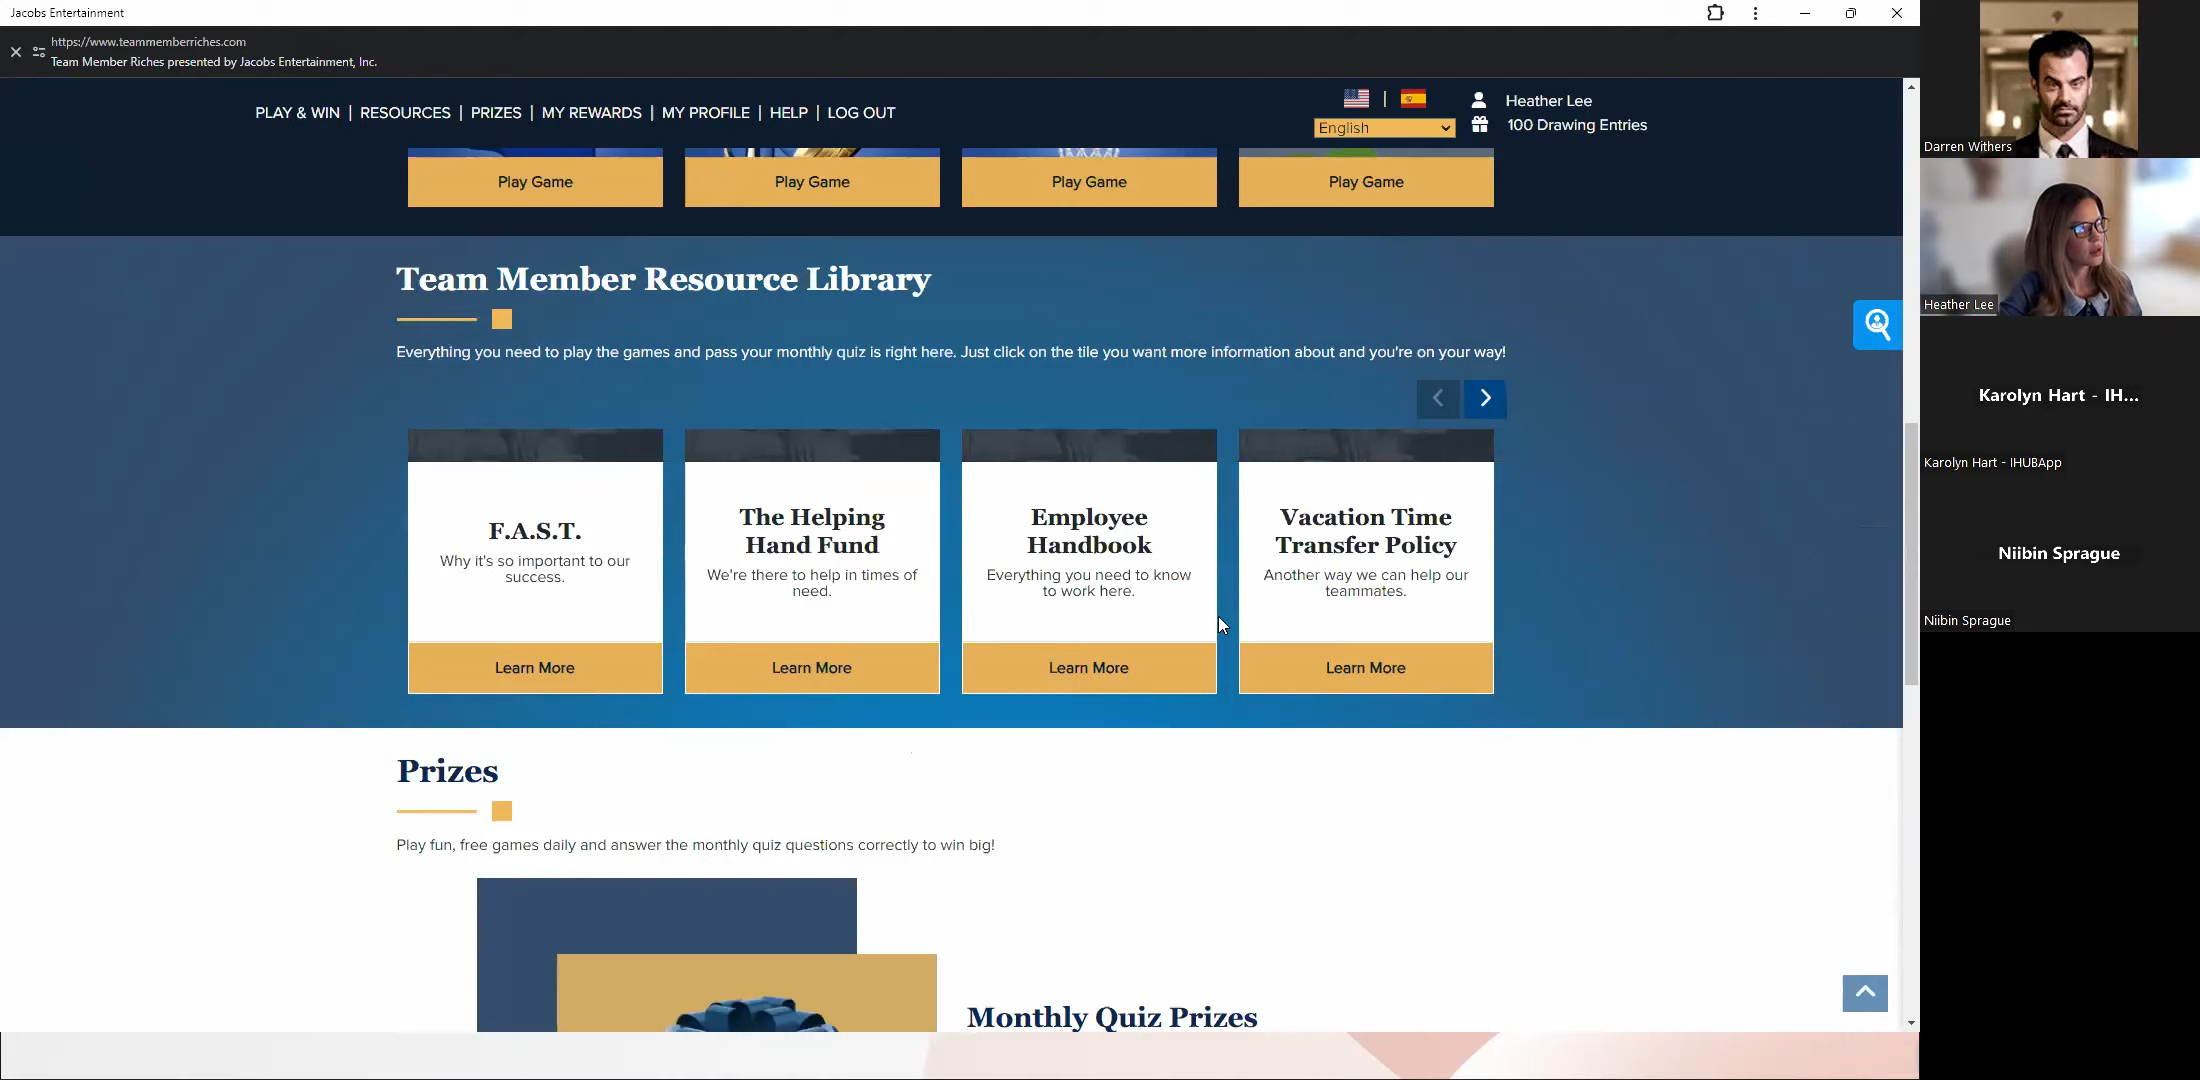 Jacobs Entertainment
https://www.teammemberriches.com
Team Member Riches presented by Jacobs Entertainment, Inc.
PLAY & WIN | RESOURCES | PRIZES | MY REWARDS | MY PROFILE | HELP | LOG OUT
English
Heather Lee
100 Drawing Entries
Play Game
Play Game
Play Game
Play Game
Team Member Resource Library
Everything you need to play the games and pass your monthly quiz is right here. Just click on the tile you want more information about and you're on your way!
F.A.S.T.
Why it's so important to our
success.
Learn More
The Helping
Hand Fund
We're there to help in times of
need.
Learn More
Employee
Handbook
Everything you need to know
to work here.
Learn More
Vacation Time
Transfer Policy
Another way we can help our
teammates.
Learn More
Prizes
Play fun, free games daily and answer the monthly quiz questions correctly to win big!
Monthly Quiz Prizes
Darren Withers
Heather Lee
Karolyn Hart - IH...
Karolyn Hart - IHUBApp
Niibin Sprague
Niibin Sprague